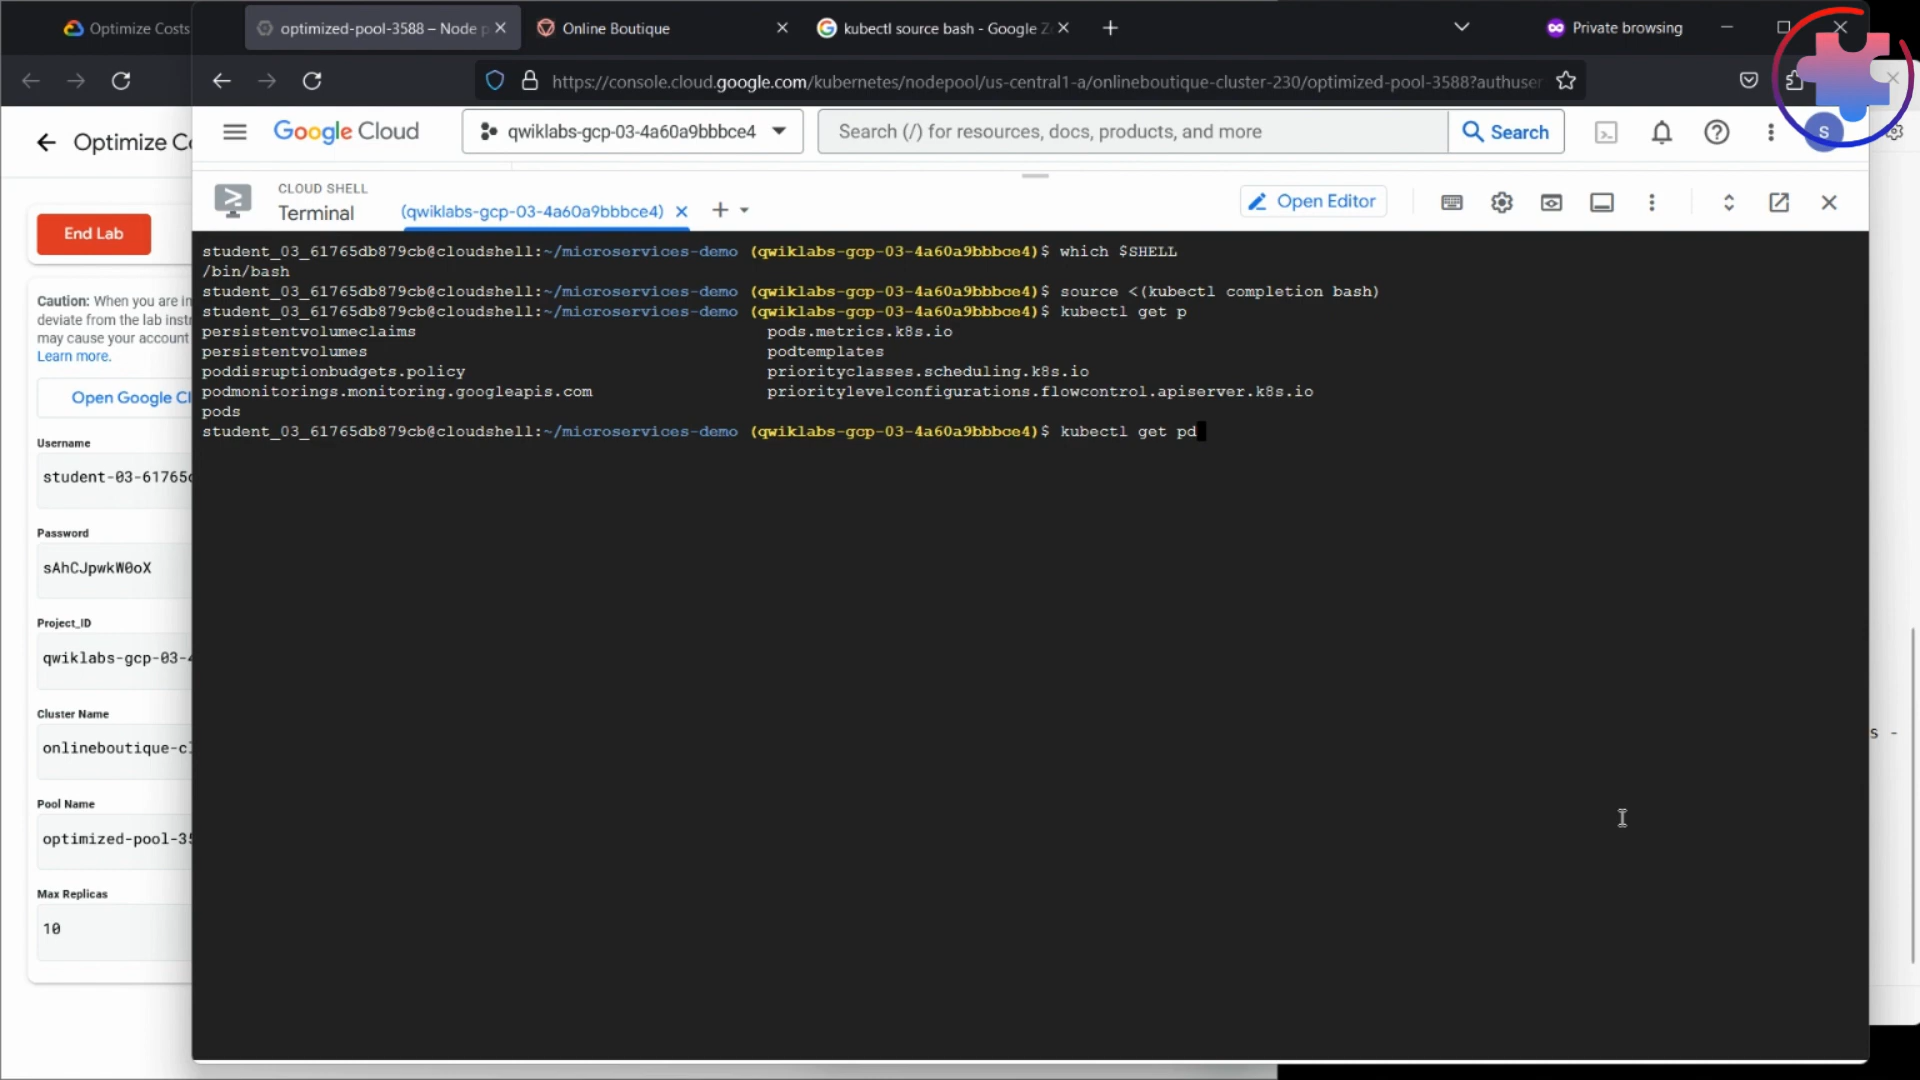 Optimize Costs
optimized-pool-3588 – Node p
Online Boutique
kubectl source bash - Google Z
Private browsing
https://console.cloud.google.com/kubernetes/nodepool/us-central1-a/onlineboutique-cluster-230/optimized-pool-3588?authuser
Optimize Co
Google Cloud
qwiklabs-gcp-03-4a60a9bbbce4
Search (/) for resources, docs, products, and more
Search
S
CLOUD SHELL
Terminal
(qwiklabs-gcp-03-4a60a9bbbce4)
Open Editor
End Lab
Caution: When you are in
deviate from the lab instr
may cause your account
Learn more.
Open Google Cl
Username
student-03-61765d
Password
sAhCJpwkW0oX
Project_ID
qwiklabs-gcp-03-4
Cluster Name
onlineboutique-cl
Pool Name
optimized-pool-35
Max Replicas
10
student_03_61765db879cb@cloudshell:~/microservices-demo (qwiklabs-gcp-03-4a60a9bbbce4)$ which $SHELL
/bin/bash
student_03_61765db879cb@cloudshell:~/microservices-demo (qwiklabs-gcp-03-4a60a9bbbce4)$ source <(kubectl completion bash)
student_03_61765db879cb@cloudshell:~/microservices-demo (qwiklabs-gcp-03-4a60a9bbbce4)$ kubectl get p
persistentvolumeclaims pods.metrics.k8s.io
persistentvolumes podtemplates
poddisruptionbudgets.policy priorityclasses.scheduling.k8s.io
podmonitorings.monitoring.googleapis.com prioritylevelconfigurations.flowcontrol.apiserver.k8s.io
pods
student_03_61765db879cb@cloudshell:~/microservices-demo (qwiklabs-gcp-03-4a60a9bbbce4)$ kubectl get pd
s -